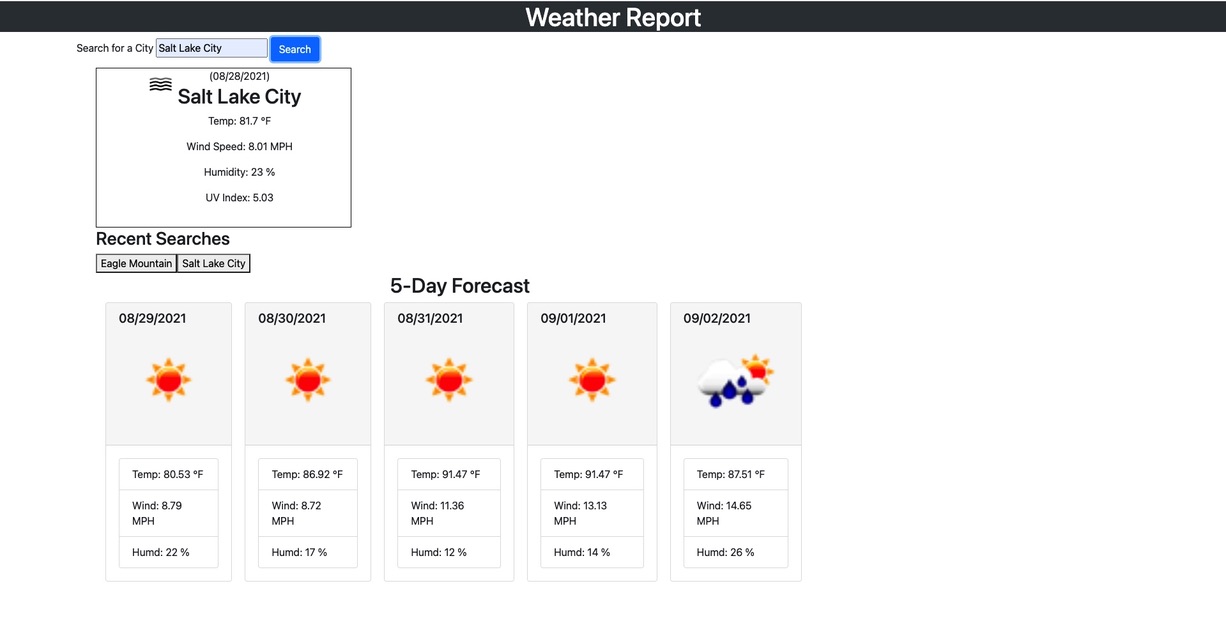 Weather Report
Search for a City Salt Lake City Search
(08/28/2021)
Salt Lake City
Temp: 81.7 °F
Wind Speed: 8.01 MPH
Humidity: 23 %
UV Index: 5.03
Recent Searches
Eagle Mountain Salt Lake City
5-Day Forecast
08/29/2021
Temp: 80.53 °F
Wind: 8.79
MPH
Humd: 22 %
08/30/2021
Temp: 86.92 °F
Wind: 8.72
MPH
Humd: 17 %
08/31/2021
Temp: 91.47 °F
Wind: 11.36
MPH
Humd: 12 %
09/01/2021
Temp: 91.47 °F
Wind: 13.13
MPH
Humd: 14 %
09/02/2021
Temp: 87.51 °F
Wind: 14.65
MPH
Humd: 26 %